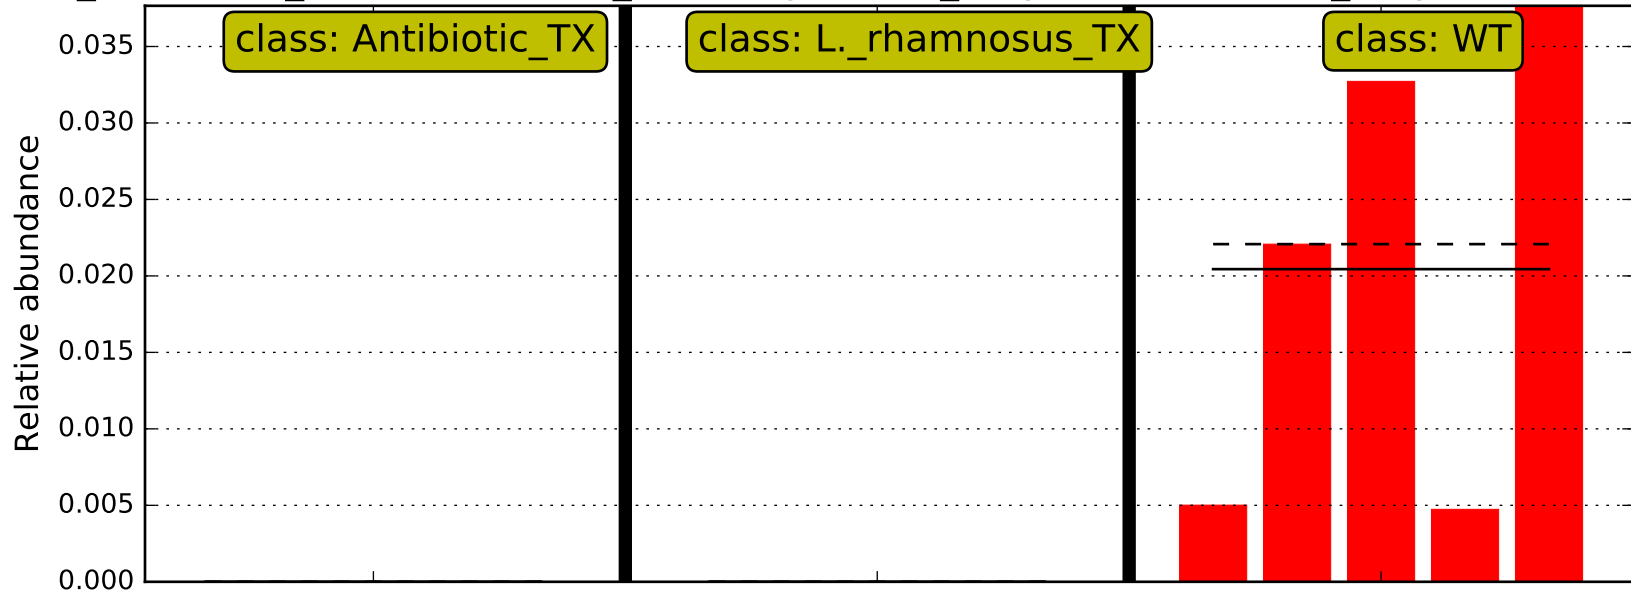 class: Antibiotic_TX
class: L._rhamnosus_TX
class: WT
Relative abundance
0.035
0.030
0.025
0.020
0.015
0.010
0.005
0.000